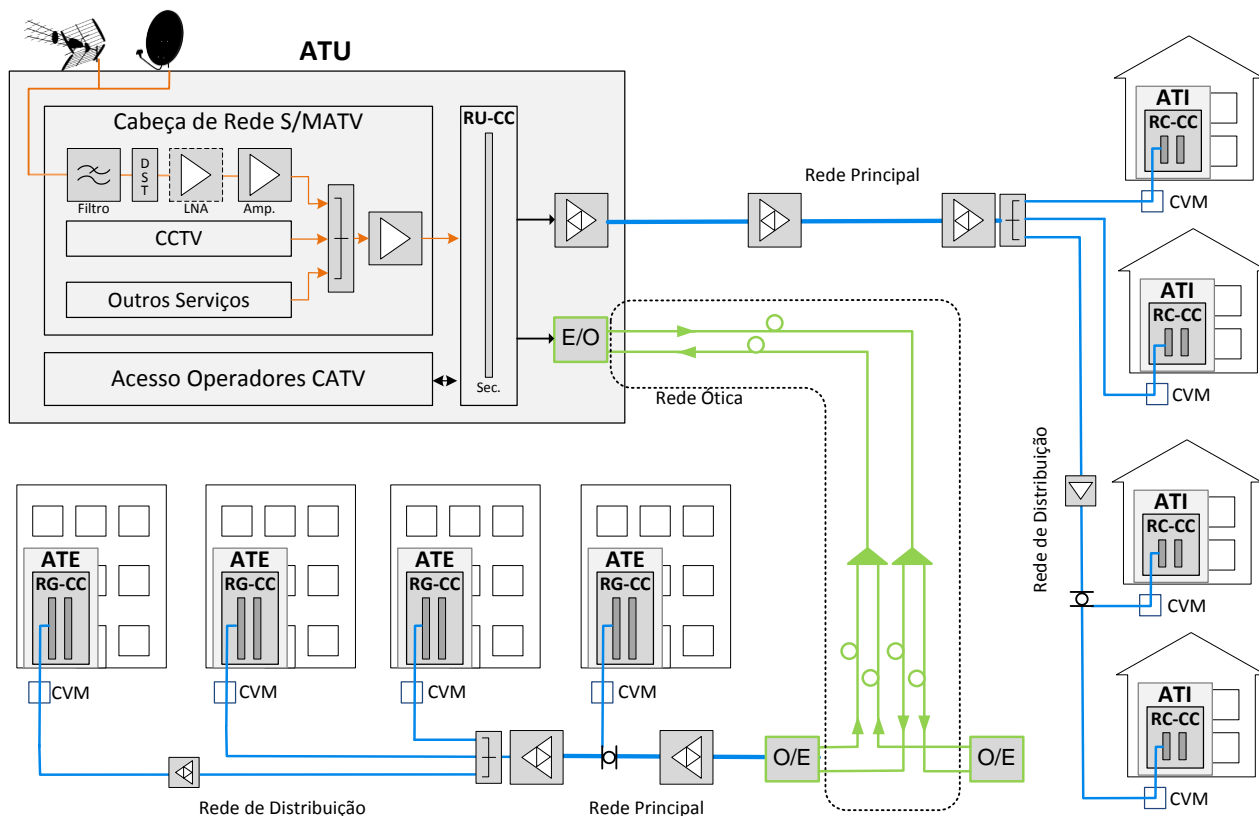 ATU
Cabeça de Rede S/MATV
D
S
T
Filtro
LNA
Amp.
CCTV
Outros Serviços
Acesso Operadores CATV
RU-CC
Sec.
E/O
Rede Ótica
Rede Principal
ATI
RC-CC
CVM
ATI
RC-CC
CVM
Rede de Distribuição
ATI
RC-CC
CVM
ATI
RC-CC
CVM
ATE
RG-CC
CVM
ATE
RG-CC
CVM
ATE
RG-CC
CVM
ATE
RG-CC
CVM
O/E
O/E
Rede de Distribuição
Rede Principal